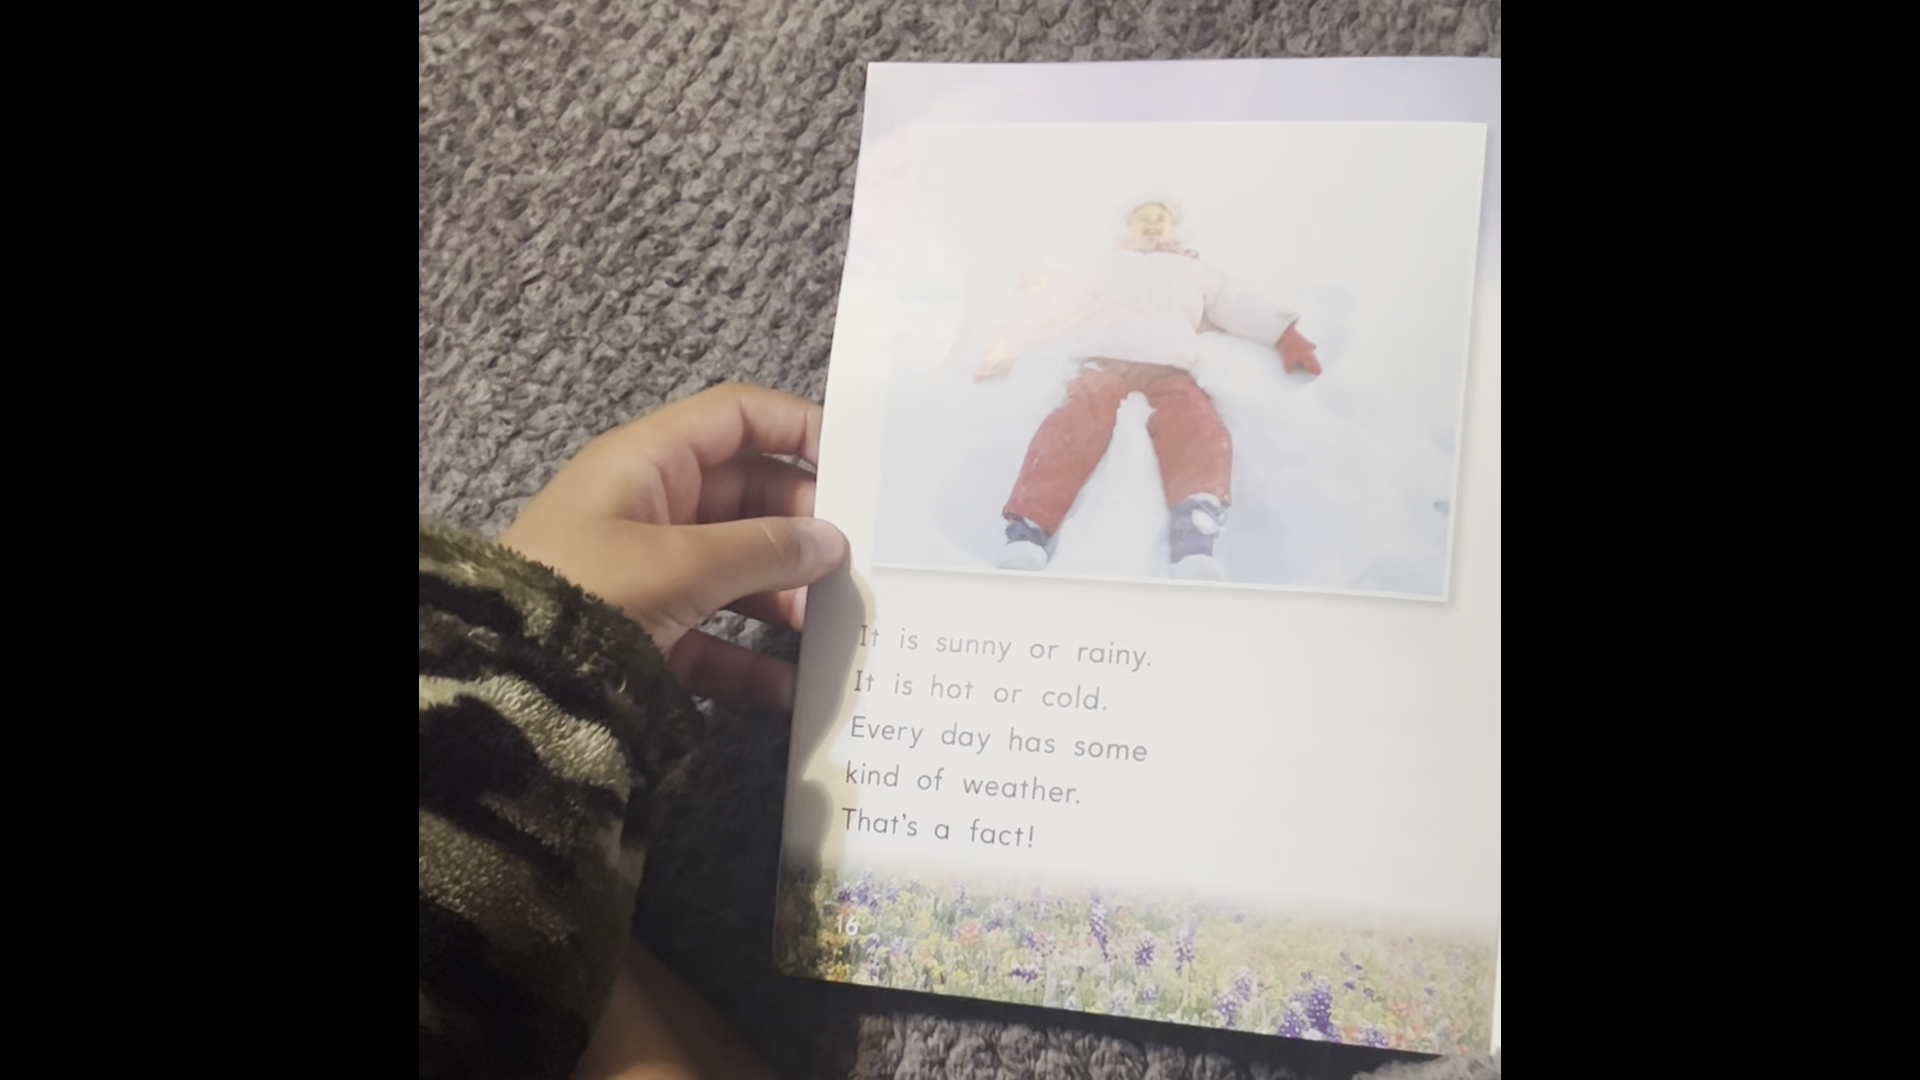 It is sunny or rainy.
It is hot or cold.
Every day has some
kind of weather.
That's a fact!
16